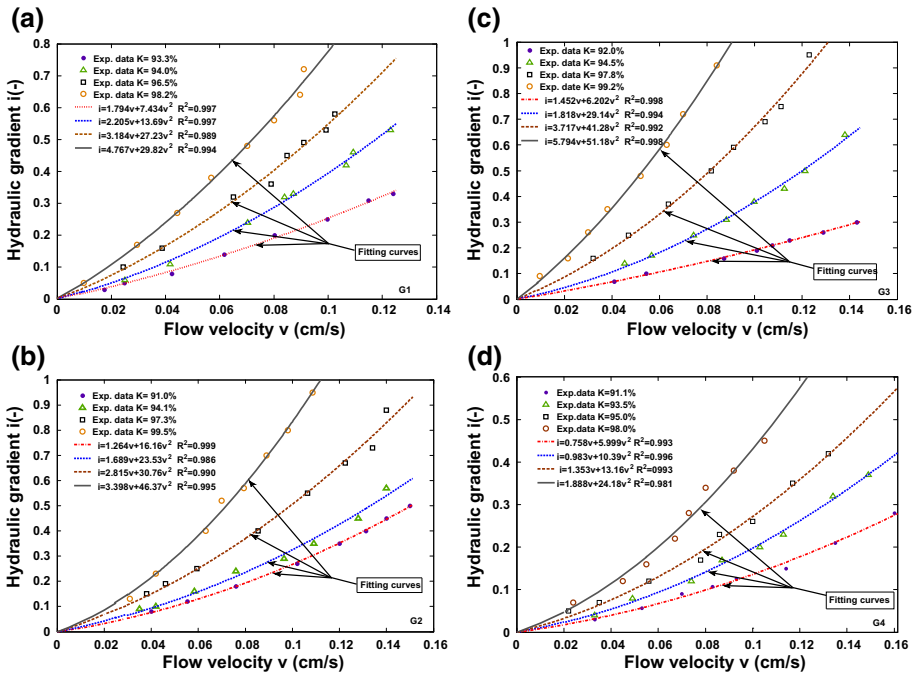 (a)
Hydraulic gradient i(-)
0.8
0.7
0.6
0.5
0.4
0.3
0.2
0.1
0
Exp. data K= 93.3%
Exp. data K= 94.0%
Exp. data K= 96.5%
Exp. data K= 98.2%
i=1.794v+7.434v² R²=0.997
i=2.205v+13.69v² R²=0.997
i=3.184v+27.23v² R²=0.989
i=4.767v+29.82v² R²=0.994
Fitting curves
G1
0 0.02 0.04 0.06 0.08 0.1 0.12 0.14
Flow velocity v (cm/s)
(c)
Hydraulic gradient i(-)
1
0.9
0.8
0.7
0.6
0.5
0.4
0.3
0.2
0.1
0
Exp. data K= 92.0%
Exp. data K= 94.5%
Exp. data K= 97.8%
Exp. data K= 99.2%
i=1.452v+6.202v² R²=0.998
i=1.818v+29.14v² R²=0.994
i=3.717v+41.28v² R²=0.992
i=5.794v+51.18v² R²=0.998
Fitting curves
G3
0 0.02 0.04 0.06 0.08 0.1 0.12 0.14 0.16
Flow velocity v (cm/s)
(b)
Hydraulic gradient i(-)
1
0.9
0.8
0.7
0.6
0.5
0.4
0.3
0.2
0.1
0
Exp. data K= 91.0%
Exp. data K= 94.1%
Exp. data K= 97.3%
Exp. data K= 99.5%
i=1.264v+16.16v² R²=0.999
i=1.689v+23.53v² R²=0.986
i=2.815v+30.76v² R²=0.990
i=3.398v+46.37v² R²=0.995
Fitting curves
G2
0 0.02 0.04 0.06 0.08 0.1 0.12 0.14 0.16
Flow velocity v (cm/s)
(d)
Hydraulic gradient i(-)
0.6
0.5
0.4
0.3
0.2
0.1
0
Exp.data K=91.1%
Exp.data K=93.5%
Exp.data K=95.0%
Exp.data K=98.0%
i=0.758v+5.999v² R²=0.993
i=0.983v+10.39v² R²=0.996
i=1.353v+13.16v² R²=0993
i=1.888v+24.18v² R²=0.981
Fitting curves
G4
0 0.02 0.04 0.06 0.08 0.1 0.12 0.14 0.16
Flow velocity v (cm/s)